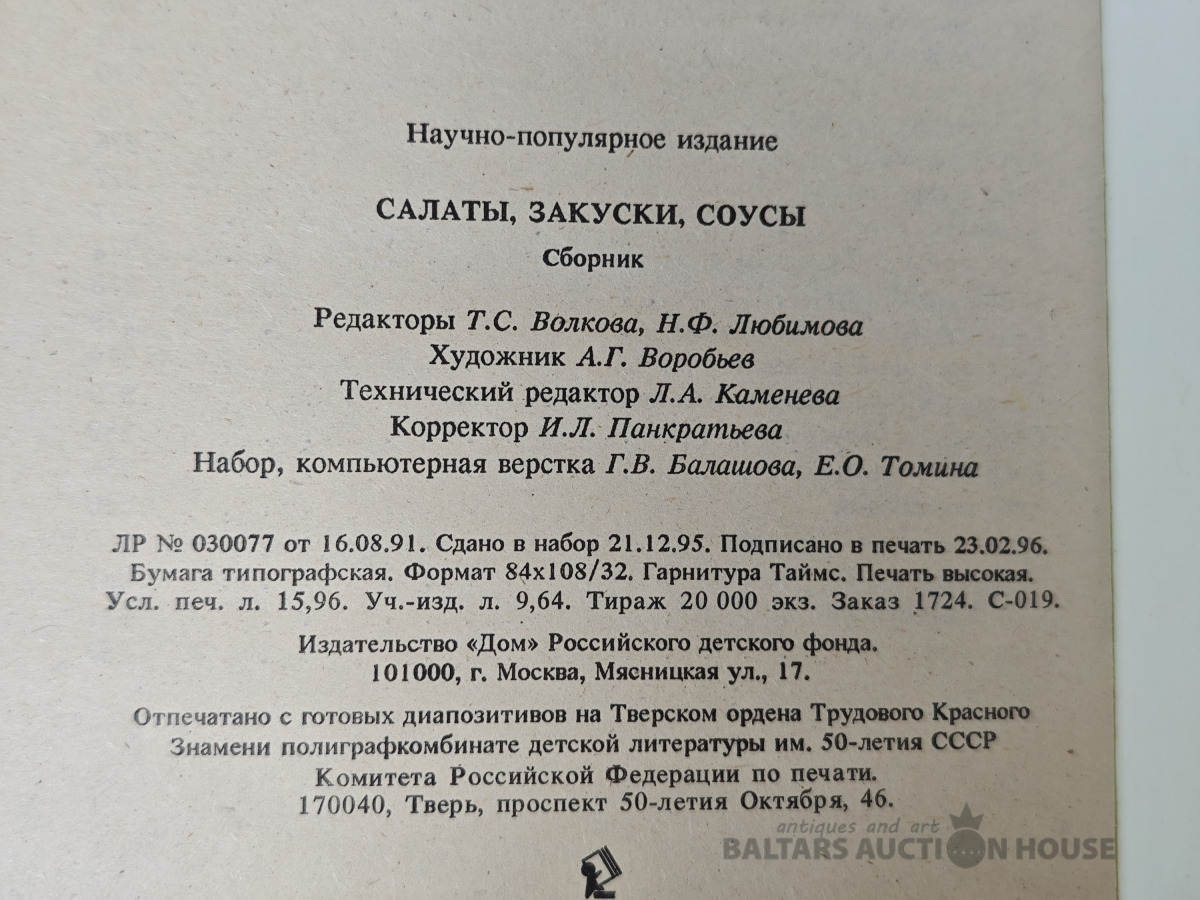 Научно-популярное издание
САЛАТЫ, ЗАКУСКИ, СОУСЫ
Сборник
Редакторы Т.С. Волкова, Н.Ф. Любимова
Художник А.Г. Воробьев
Технический редактор Л.А. Каменева
Корректор И.Л. Панкратьева
Набор, компьютерная верстка Г.В. Балашова, Е.О. Томина
ЛР № 030077 от 16.08.91. Сдано в набор 21.12.95. Подписано в печать 23.02.96.
Бумага типографская. Формат 84х108/32. Гарнитура Таймс. Печать высокая.
Усл. печ. л. 15,96. Уч.-изд. л. 9,64. Тираж 20 000 экз. Заказ 1724. С-019.
Издательство «Дом» Российского детского фонда.
101000, г. Москва, Мясницкая ул., 17.
Отпечатано с готовых диапозитивов на Тверском ордена Трудового Красного
Знамени полиграфкомбинате детской литературы им. 50-летия СССР
Комитета Российской Федерации по печати.
170040, Тверь, проспект 50-летия Октября, 46.
antiques and art
BALTARS AUCTION HOUSE